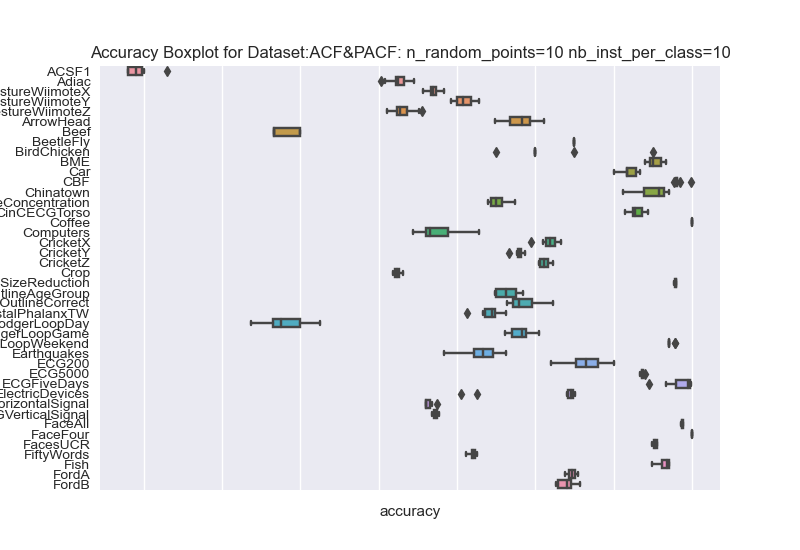 Accuracy Boxplot for Dataset:ACF&PACF: n_random_points=10 nb_inst_per_class=10
ACSF1
Adiac
stureWiimoteX
stureWiimoteY
stureWiimoteZ
ArrowHead
Beef
BeetleFly
BirdChicken
BME
Car
CBF
Chinatown
eConcentration
CinCECGTorso
Coffee
Computers
CricketX
CricketY
CricketZ
Crop
SizeReduction
tlineAgeGroup
OutlineCorrect
stalPhalanxTW
odgerLoopDay
gerLoopGame
LoopWeekend
Earthquakes
ECG200
ECG5000
ECGFiveDays
ElectricDevices
orizontalSignal
GVerticalSignal
FaceAll
FaceFour
FacesUCR
FiftyWords
Fish
FordA
FordB
accuracy